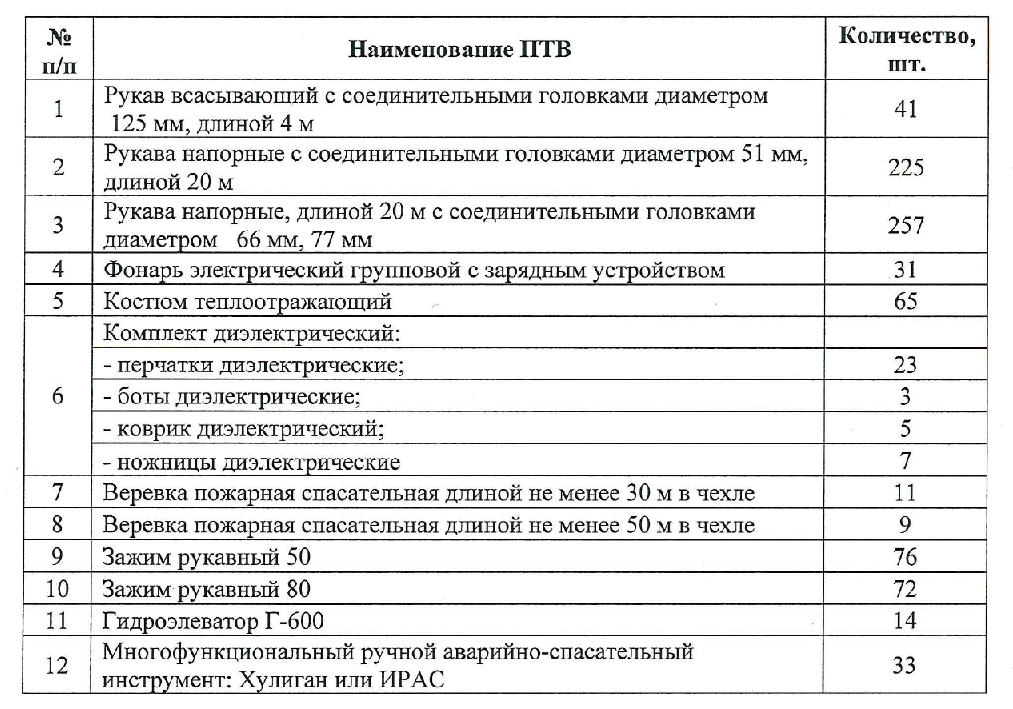 № п/п
Наименование ПТВ
Количество, шт.
1
Рукав всасывающий с соединительными головками диаметром
125 мм, длиной 4 м
41
2
Рукава напорные с соединительными головками диаметром 51 мм,
длиной 20 м
225
3
Рукава напорные, длиной 20 м с соединительными головками
диаметром 66 мм, 77 мм
257
4
Фонарь электрический групповой с зарядным устройством
31
5
Костюм теплоотражающий
65
6
Комплект диэлектрический:
- перчатки диэлектрические;
23
- боты диэлектрические;
3
- коврик диэлектрический;
5
- ножницы диэлектрические
7
7
Веревка пожарная спасательная длиной не менее 30 м в чехле
11
8
Веревка пожарная спасательная длиной не менее 50 м в чехле
9
9
Зажим рукавный 50
76
10
Зажим рукавный 80
72
11
Гидроэлеватор Г-600
14
12
Многофункциональный ручной аварийно-спасательный
инструмент: Хулиган или ИРАС
33